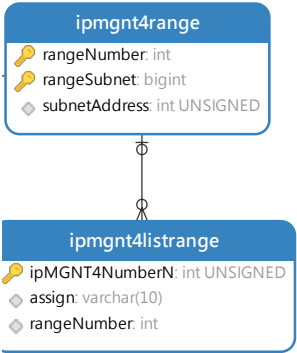 ipmgnt4range
rangeNumber: int
rangeSubnet: bigint
subnetAddress: int UNSIGNED
ipmgnt4listrange
ipMGNT4NumberN: int UNSIGNED
assign: varchar(10)
rangeNumber: int